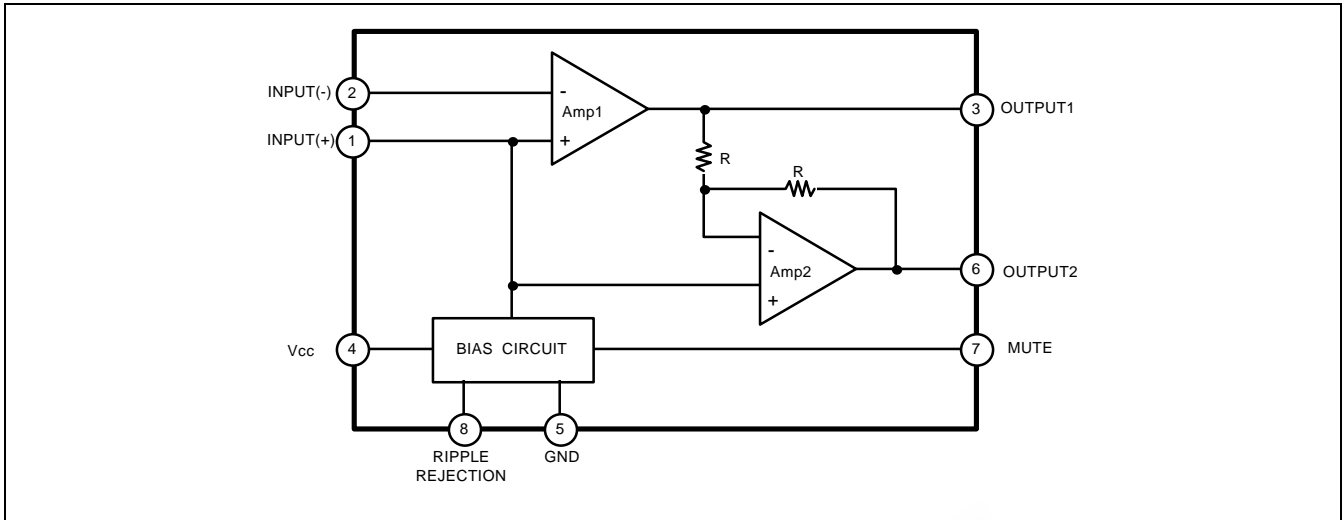 INPUT(-) 2
INPUT(+) 1
-
Amp1
+
3 OUTPUT1
R
R
-
Amp2
+
6 OUTPUT2
Vcc 4
BIAS CIRCUIT
7 MUTE
8
RIPPLE
REJECTION
5
GND